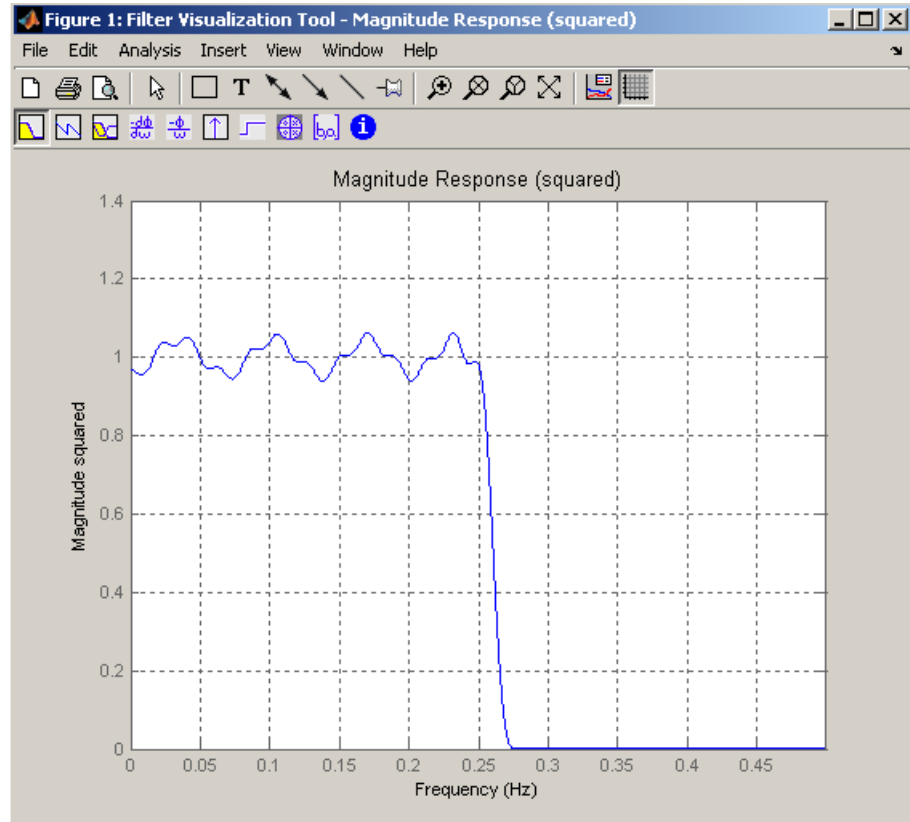 Figure 1: Filter Visualization Tool - Magnitude Response (squared)
File Edit Analysis Insert View Window Help
T
[b,a] i
Magnitude Response (squared)
1.4
1.2
1
0.8
0.6
0.4
0.2
0
Magnitude squared
0 0.05 0.1 0.15 0.2 0.25 0.3 0.35 0.4 0.45
Frequency (Hz)